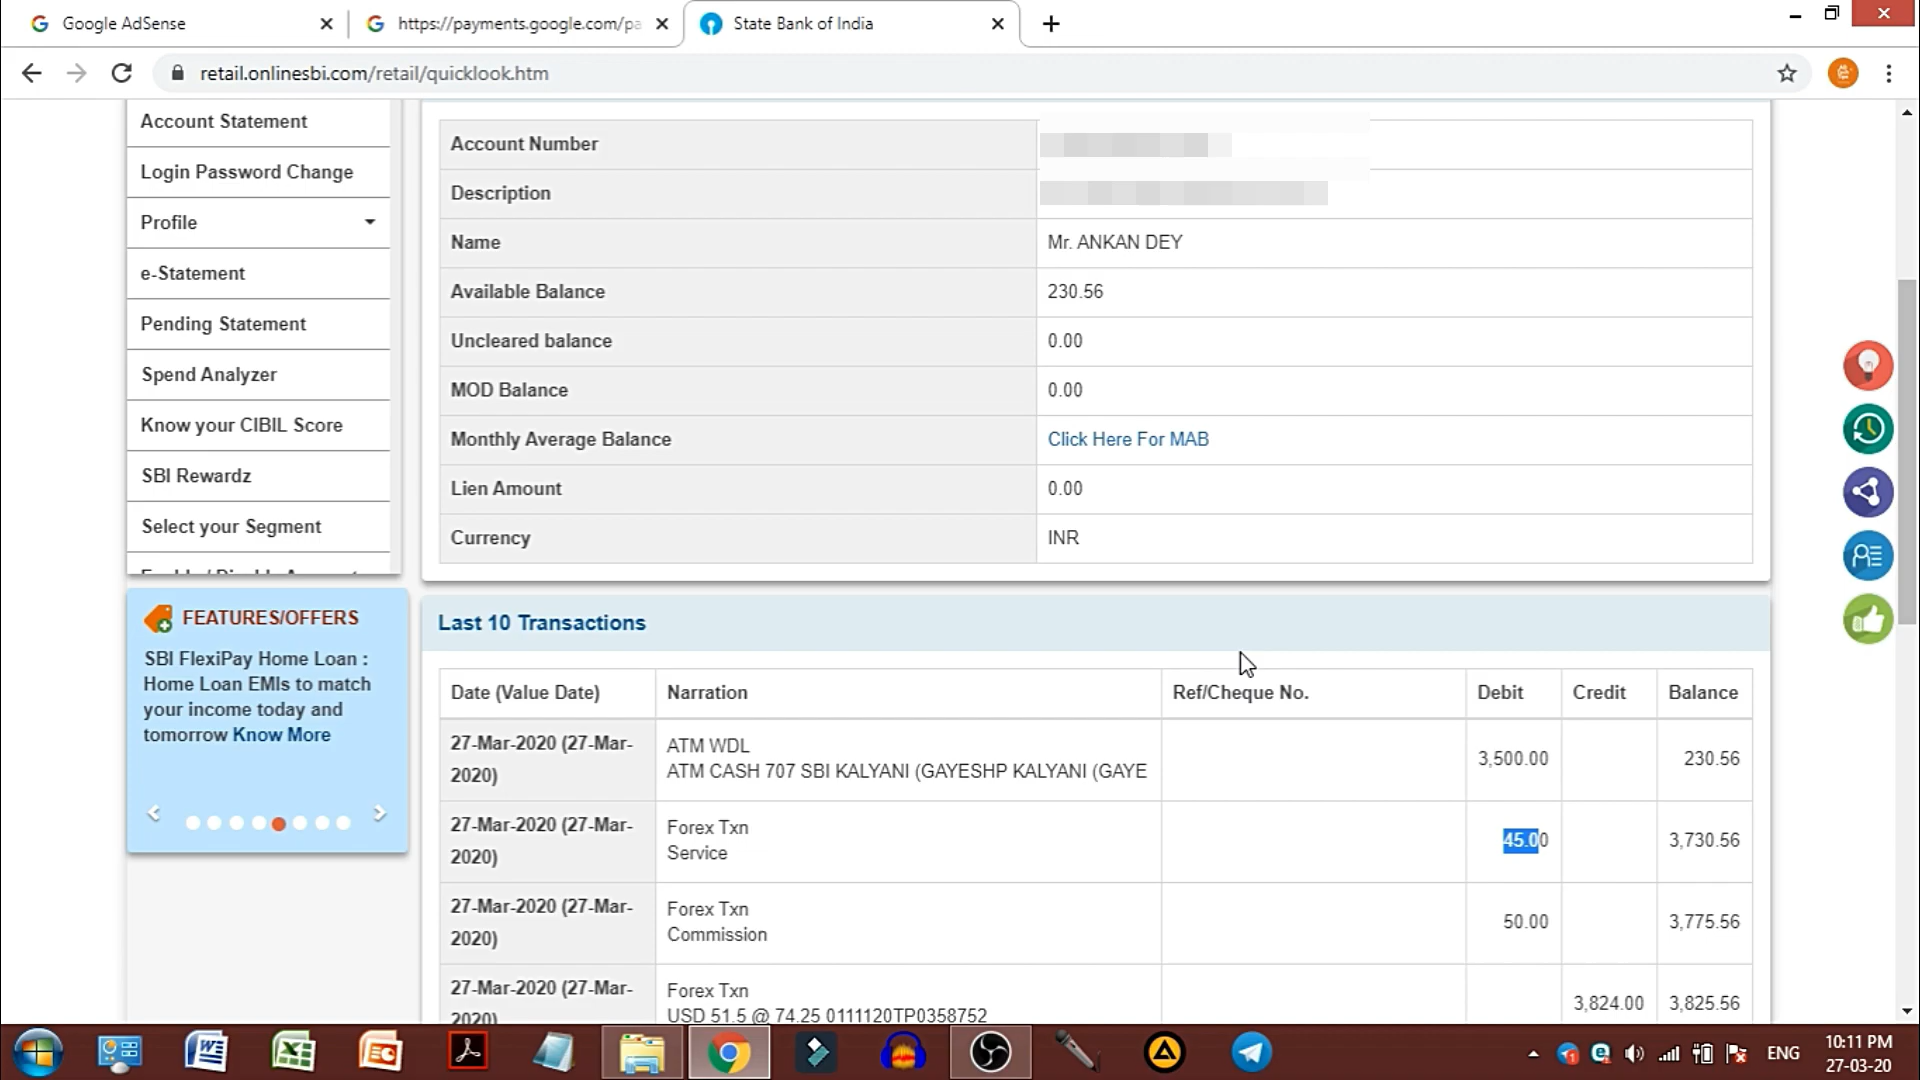 Google AdSense
https://payments.google.com/pa
State Bank of India
retail.onlinesbi.com/retail/quicklook.htm
Account Statement
Login Password Change
Profile
e-Statement
Pending Statement
Spend Analyzer
Know your CIBIL Score
SBI Rewardz
Select your Segment
Account Number
Description
Name Mr. ANKAN DEY
Available Balance 230.56
Uncleared balance 0.00
MOD Balance 0.00
Monthly Average Balance Click Here For MAB
Lien Amount 0.00
Currency INR
FEATURES/OFFERS
SBI FlexiPay Home Loan :
Home Loan EMIs to match
your income today and
tomorrow Know More
Last 10 Transactions
Date (Value Date) Narration Ref/Cheque No. Debit Credit Balance
27-Mar-2020 (27-Mar-
2020)
ATM WDL
ATM CASH 707 SBI KALYANI (GAYESHP KALYANI (GAYE
3,500.00 230.56
27-Mar-2020 (27-Mar-
2020)
Forex Txn
Service
45.00 3,730.56
27-Mar-2020 (27-Mar-
2020)
Forex Txn
Commission
50.00 3,775.56
27-Mar-2020 (27-Mar-
2020)
Forex Txn
USD 51.5 @ 74.25 0111120TP0358752
3,824.00 3,825.56
ENG
10:11 PM
27-03-20